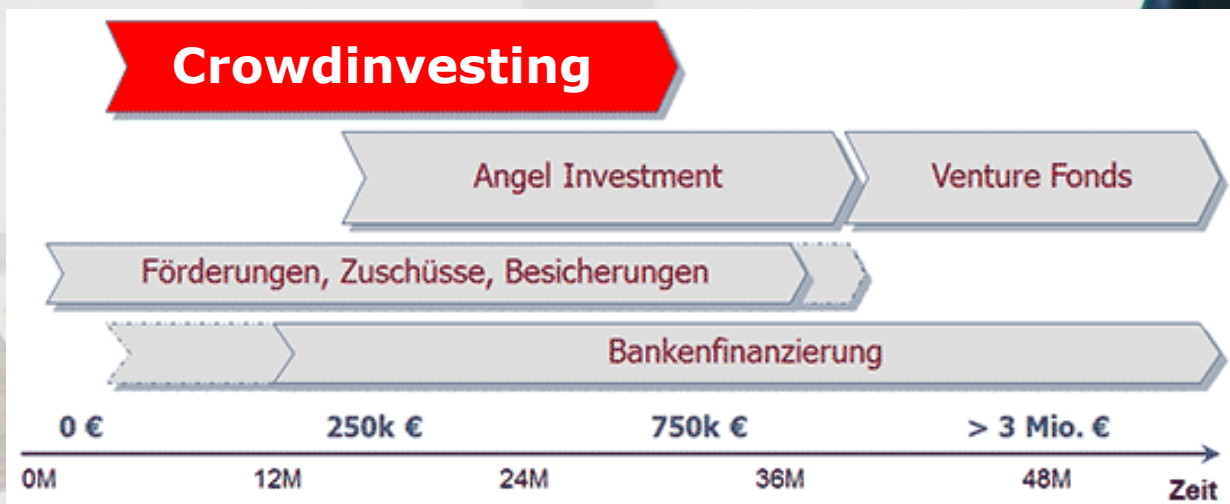 Crowdinvesting
Angel Investment
Venture Fonds
Förderungen, Zuschüsse, Besicherungen
Bankenfinanzierung
0 € 250k € 750k € > 3 Mio. €
0M 12M 24M 36M 48M Zeit